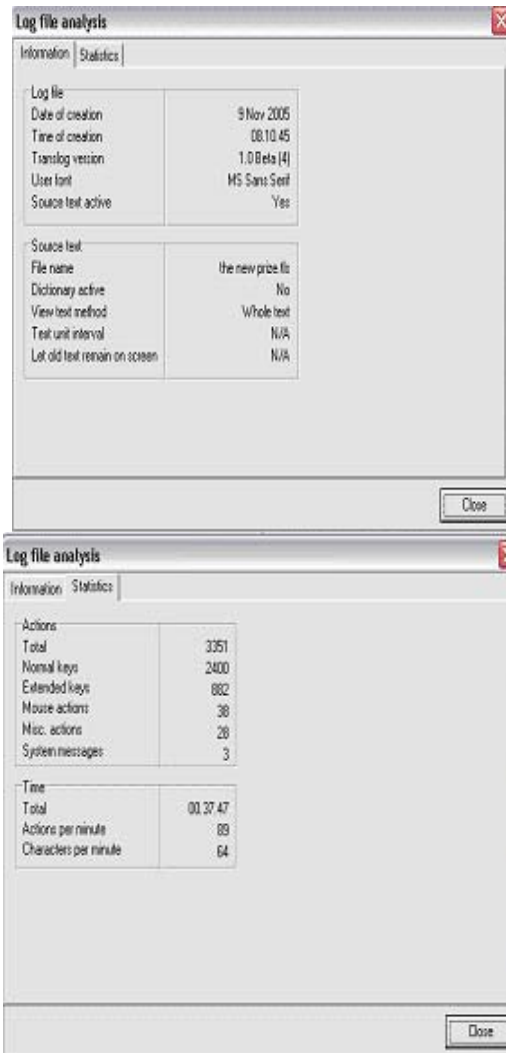 Log file analysis
Information Statistics
Log file
Date of creation 9 Nov 2005
Time of creation 08.10.45
Translog version 1.0 Beta (4)
User font MS Sans Serif
Source text active Yes
Source text
File name the new prize.tls
Dictionary active No
View text method Whole text
Text unit interval N/A
Let old text remain on screen N/A
Close
Log file analysis
Information Statistics
Actions
Total 3351
Normal keys 2400
Extended keys 882
Mouse actions 38
Misc. actions 28
System messages 3
Time
Total 00.37.47
Actions per minute 89
Characters per minute 64
Close